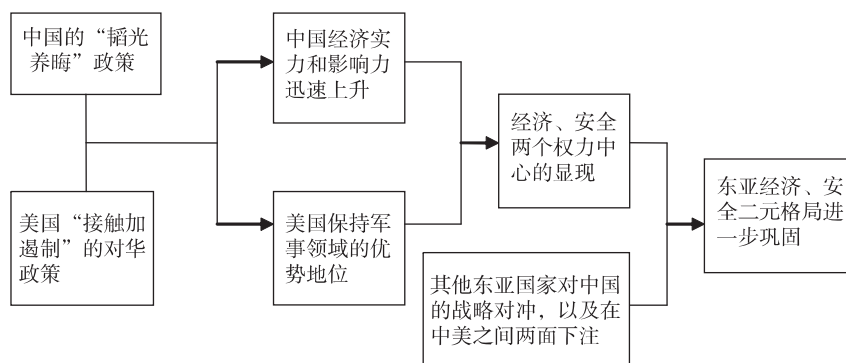 中国的“韬光
养晦”政策
美国“接触加
遏制”的对华
政策
中国经济实
力和影响力
迅速上升
美国保持军
事领域的优
势地位
经济、安全
两个权力中
心的显现
其他东亚国家对中国
的战略对冲，以及在
中美之间两面下注
东亚经济、安
全二元格局进
一步巩固